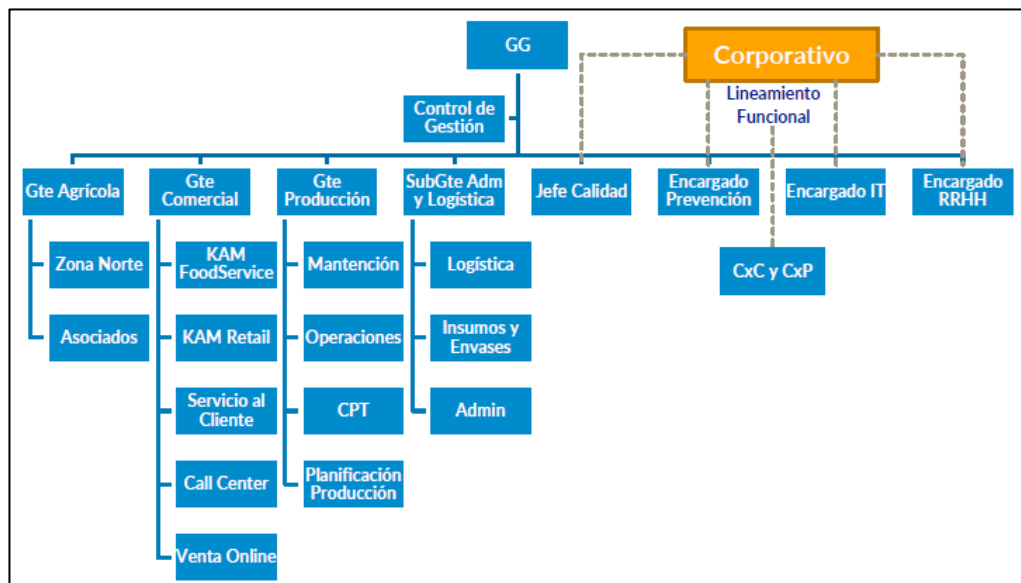 GG
Corporativo
Lineamiento
Funcional
Control de
Gestión
Gte Agrícola
Gte
Comercial
Gte
Producción
SubGte Adm
y Logística
Jefe Calidad
Encargado
Prevención
Encargado IT
Encargado
RRHH
Zona Norte
KAM
FoodService
Mantención
Logística
CxC y CxP
Asociados
KAM Retail
Operaciones
Insumos y
Envases
Servicio al
Cliente
CPT
Admin
Call Center
Planificación
Producción
Venta Online